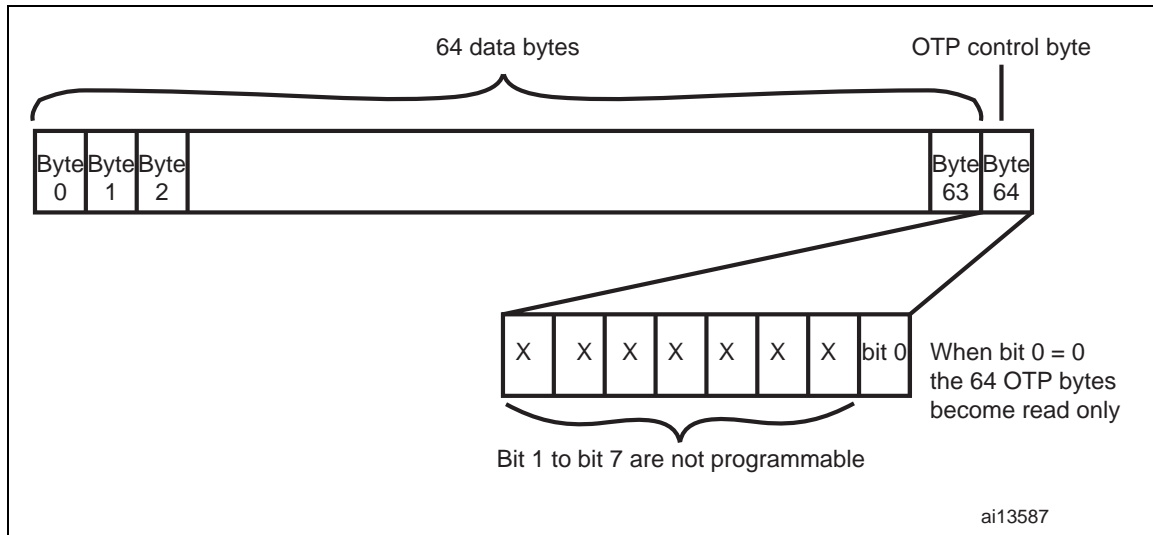 64 data bytes
OTP control byte
Byte Byte Byte Byte Byte
0 1 2 63 64
X X X X X X X bit 0
When bit 0 = 0
the 64 OTP bytes
become read only
Bit 1 to bit 7 are not programmable
ai13587